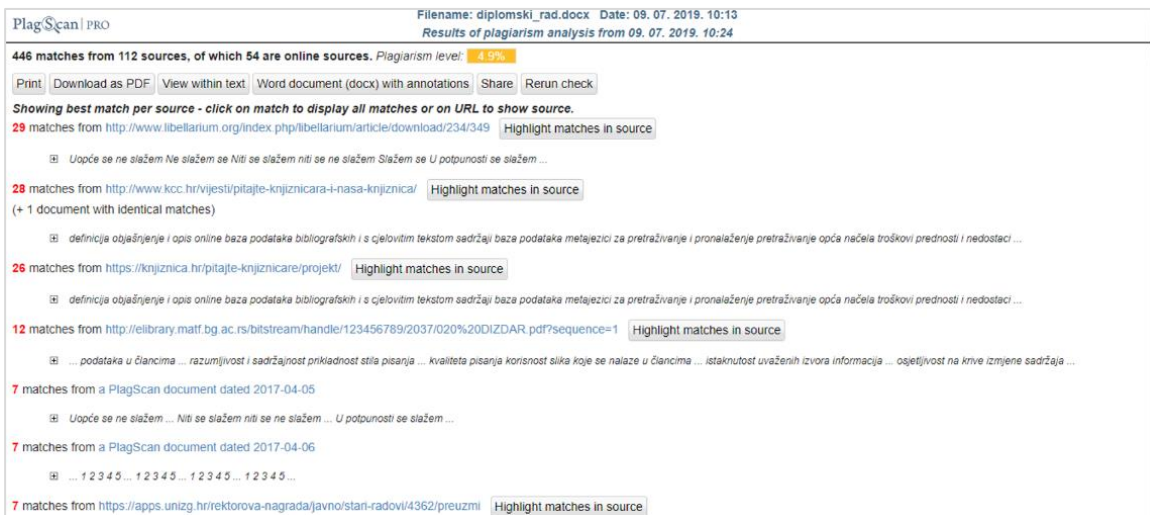 PlagScan | PRO
Filename: diplomski_rad.docx Date: 09. 07. 2019. 10:13
Results of plagiarism analysis from 09. 07. 2019. 10:24
446 matches from 112 sources, of which 54 are online sources. Plagiarism level: 4.9%
Print Download as PDF View within text Word document (docx) with annotations Share Rerun check
Showing best match per source - click on match to display all matches or on URL to show source.
29 matches from http://www.libellarium.org/index.php/libellarium/article/download/234/349 Highlight matches in source
Uopće se ne slažem Ne slažem se Niti se slažem niti se ne slažem Slažem se U potpunosti se slažem ...
28 matches from http://www.kcc.hr/vijesti/pitajte-knjiznicara-i-nasa-knjiznica/ Highlight matches in source
(+ 1 document with identical matches)
definicija objašnjenje i opis online baza podataka bibliografskih i s cjelovitim tekstom sadržaji baza podataka metajezici za pretraživanje i pronalaženje pretraživanje opća načela troškovi prednosti i nedostaci ...
26 matches from https://knjiznica.hr/pitajte-knjiznicare/projekt/ Highlight matches in source
definicija objašnjenje i opis online baza podataka bibliografskih i s cjelovitim tekstom sadržaji baza podataka metajezici za pretraživanje i pronalaženje pretraživanje opća načela troškovi prednosti i nedostaci ...
12 matches from http://elibrary.matf.bg.ac.rs/bitstream/handle/123456789/2037/020%20DIZDAR.pdf?sequence=1 Highlight matches in source
... podataka u člancima ... razumljivost i sadržajnost prikladnost stila pisanja ... kvaliteta pisanja korisnost slika koje se nalaze u člancima ... istaknutost uvaženih izvora informacija ... osjetljivost na krive izmjene sadržaja ...
7 matches from a PlagScan document dated 2017-04-05
Uopće se ne slažem ... Niti se slažem niti se ne slažem ... U potpunosti se slažem ...
7 matches from a PlagScan document dated 2017-04-06
... 1 2 3 4 5 ... 1 2 3 4 5 ... 1 2 3 4 5 ... 1 2 3 4 5 ...
7 matches from https://apps.unizg.hr/rektorova-nagrada/javno/stari-radovi/4362/preuzmi Highlight matches in source